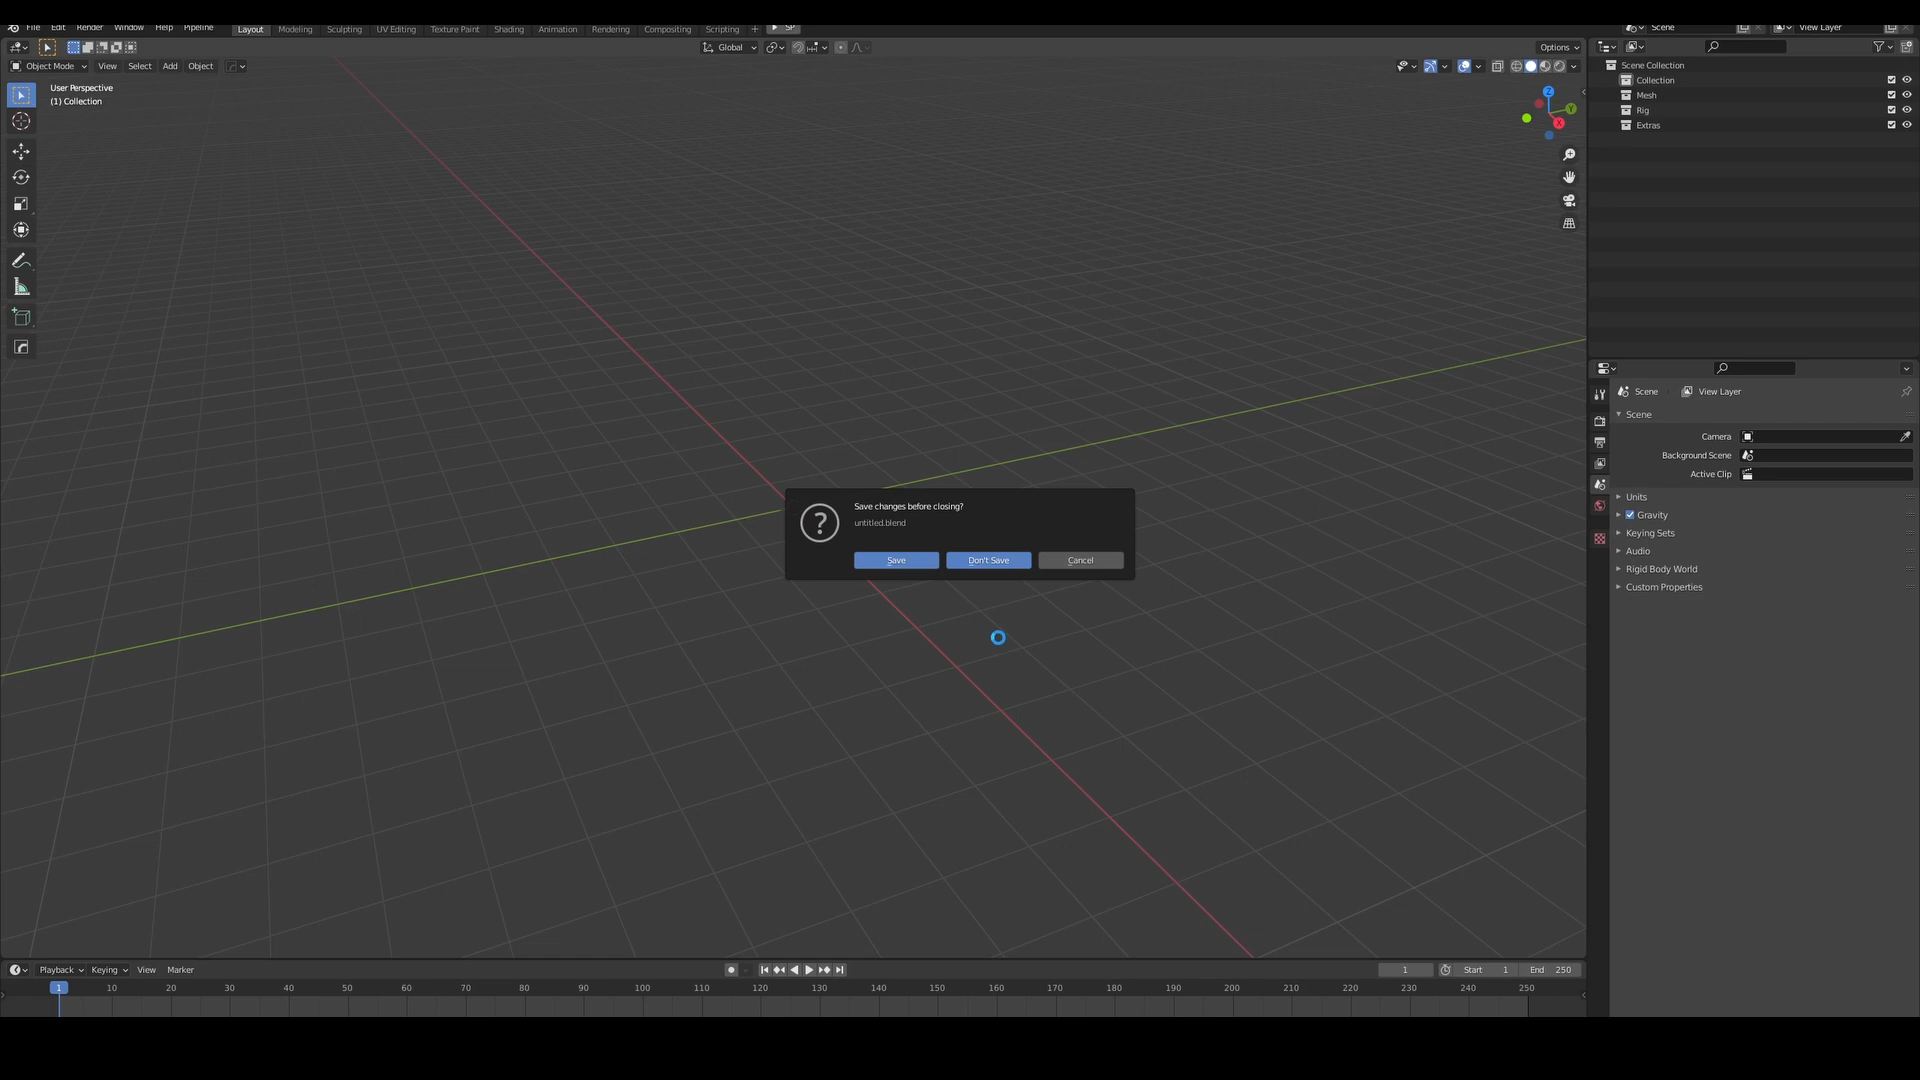 File Edit Render Window Help Pipeline Layout Modeling Sculpting UV Editing Texture Paint Shading Animation Rendering Compositing Scripting + SP Scene View Layer
Global Options
Object Mode View Select Add Object
User Perspective
(1) Collection
Z
Y
X
Scene Collection
Collection
Mesh
Rig
Extras
Scene View Layer
Scene
Camera
Background Scene
Active Clip
Units
Gravity
Keying Sets
Audio
Rigid Body World
Custom Properties
Save changes before closing?
untitled.blend
Save Don't Save Cancel
Playback Keying View Marker 1 Start 1 End 250
1 10 20 30 40 50 60 70 80 90 100 110 120 130 140 150 160 170 180 190 200 210 220 230 240 250